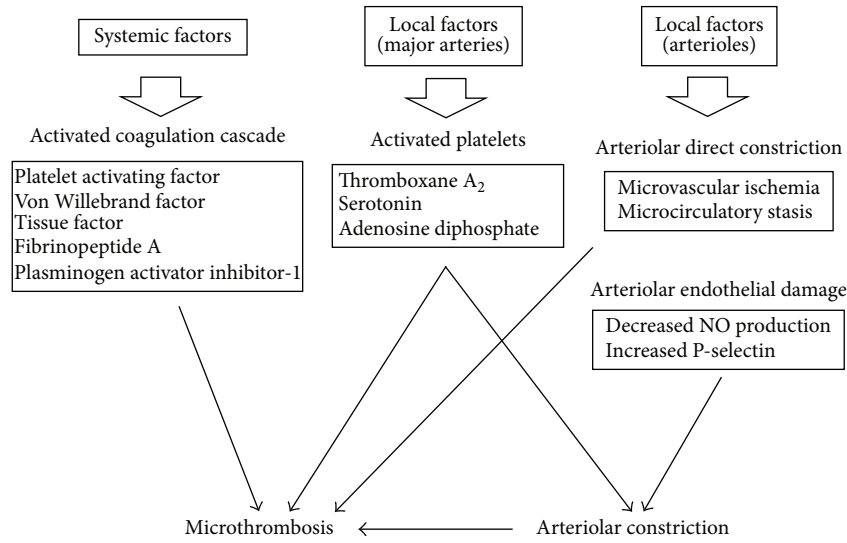 Systemic factors
Activated coagulation cascade
Platelet activating factor
Von Willebrand factor
Tissue factor
Fibrinopeptide A
Plasminogen activator inhibitor-1
Local factors
(major arteries)
Activated platelets
Thromboxane A₂
Serotonin
Adenosine diphosphate
Local factors
(arterioles)
Arteriolar direct constriction
Microvascular ischemia
Microcirculatory stasis
Arteriolar endothelial damage
Decreased NO production
Increased P-selectin
Microthrombosis
Arteriolar constriction